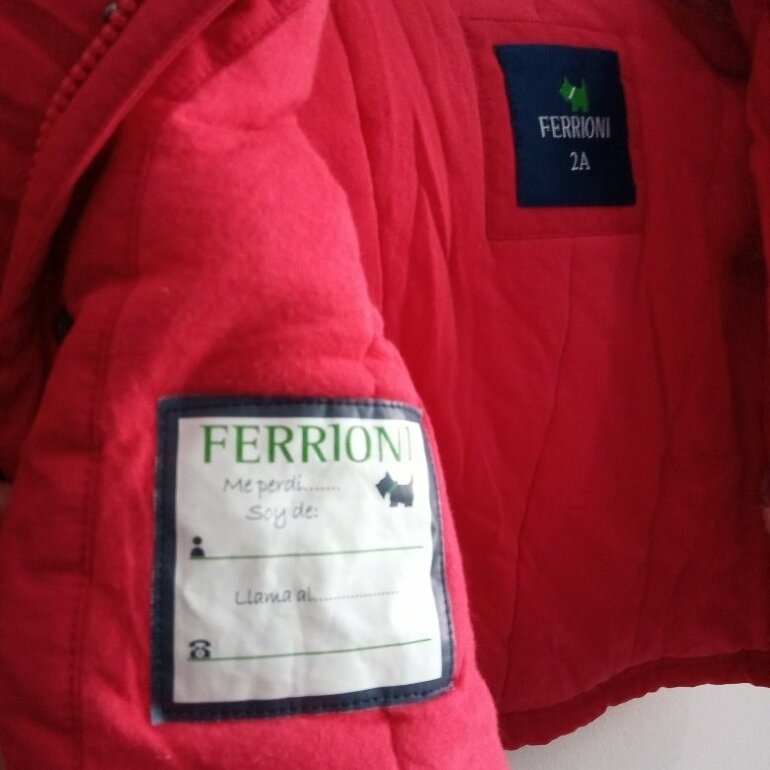 FERRIONI
2A
FERRIONI
Me perdí.......
Soy de:
Llama al....................